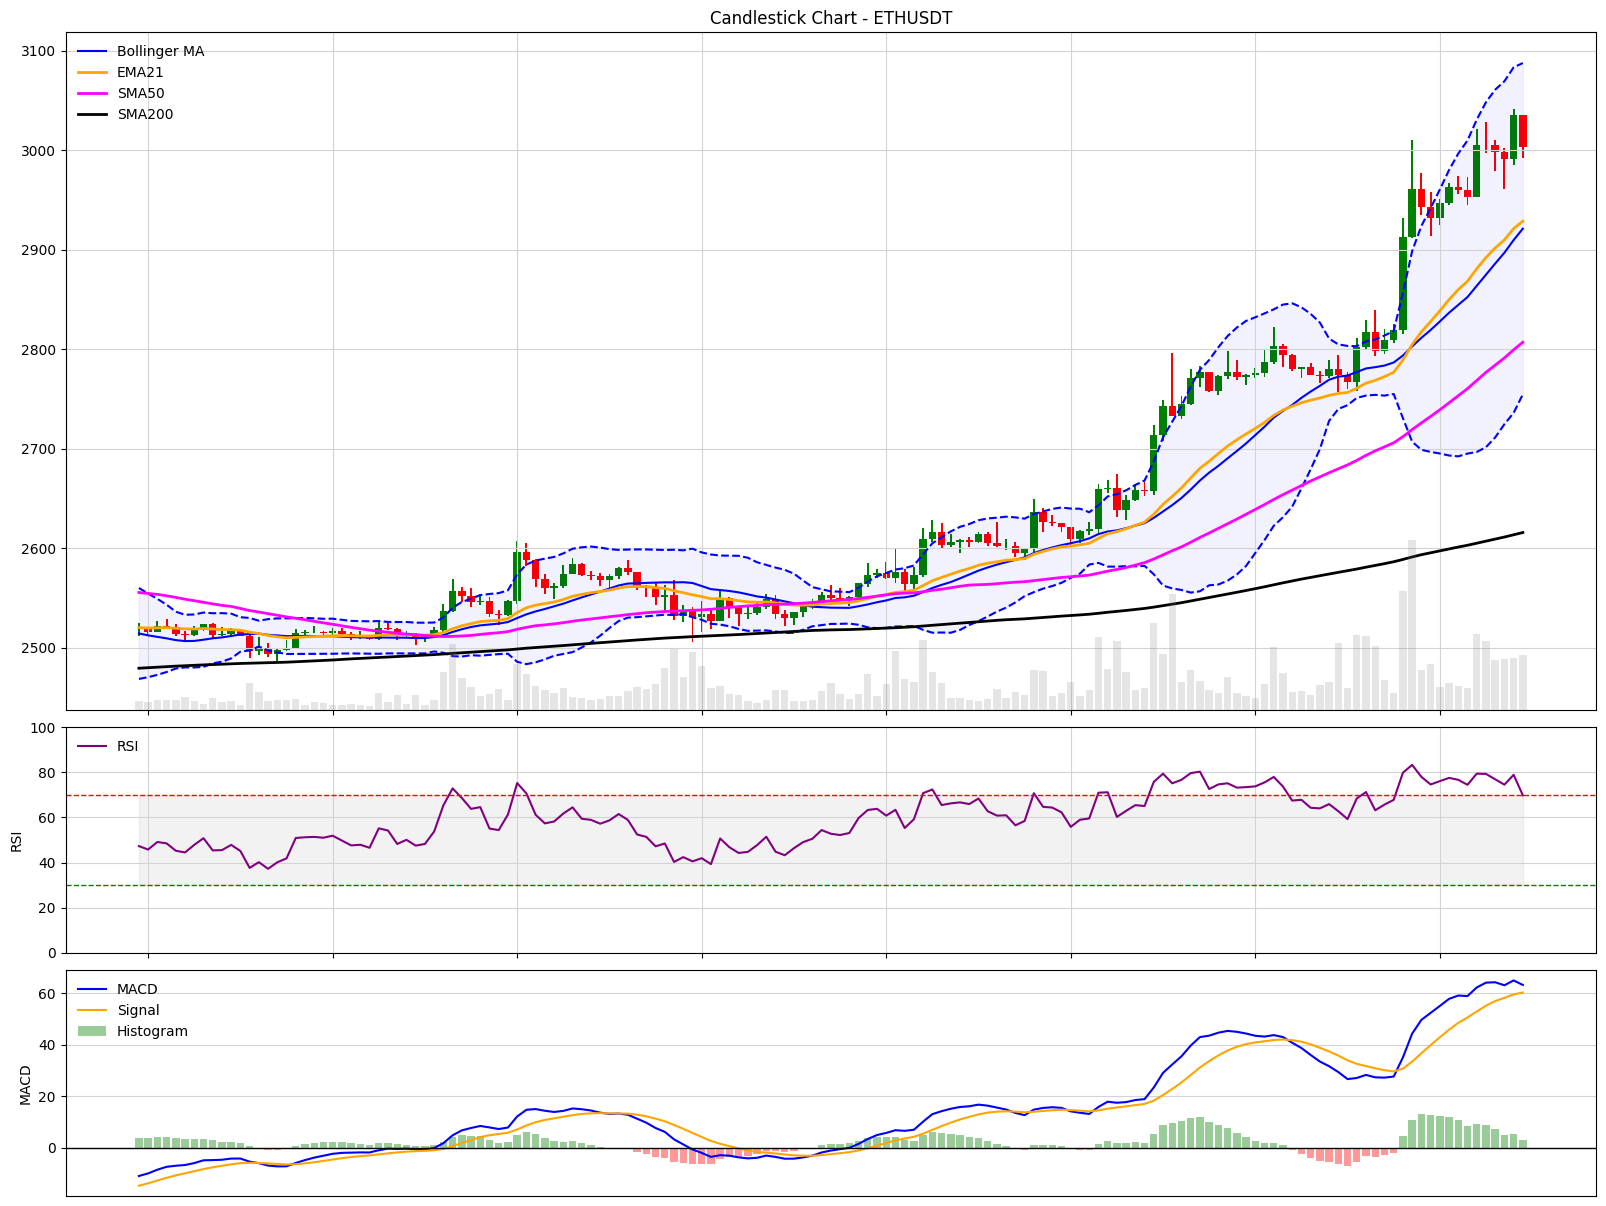 Candlestick Chart - ETHUSDT
Bollinger MA
EMA21
SMA50
SMA200
3100
3000
2900
2800
2700
2600
2500
RSI
100
80
60
40
20
0
RSI
MACD
Signal
Histogram
60
40
20
0
MACD